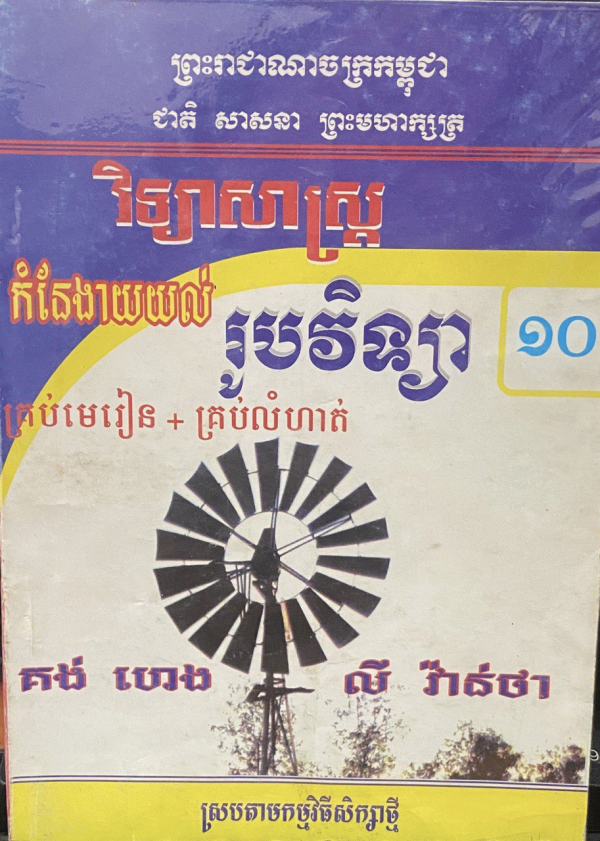 ព្រះរាជាណាចក្រកម្ពុជា
ជាតិ សាសនា ព្រះមហាក្សត្រ
វិទ្យាសាស្ត្រ
កំនែងាយយល់
រូបវិទ្យា
១០
គ្រប់មេរៀន + គ្រប់លំហាត់
គង់ ហេង
លី វ៉ាន់ថា
ស្របតាមកម្មវិធីសិក្សាថ្មី